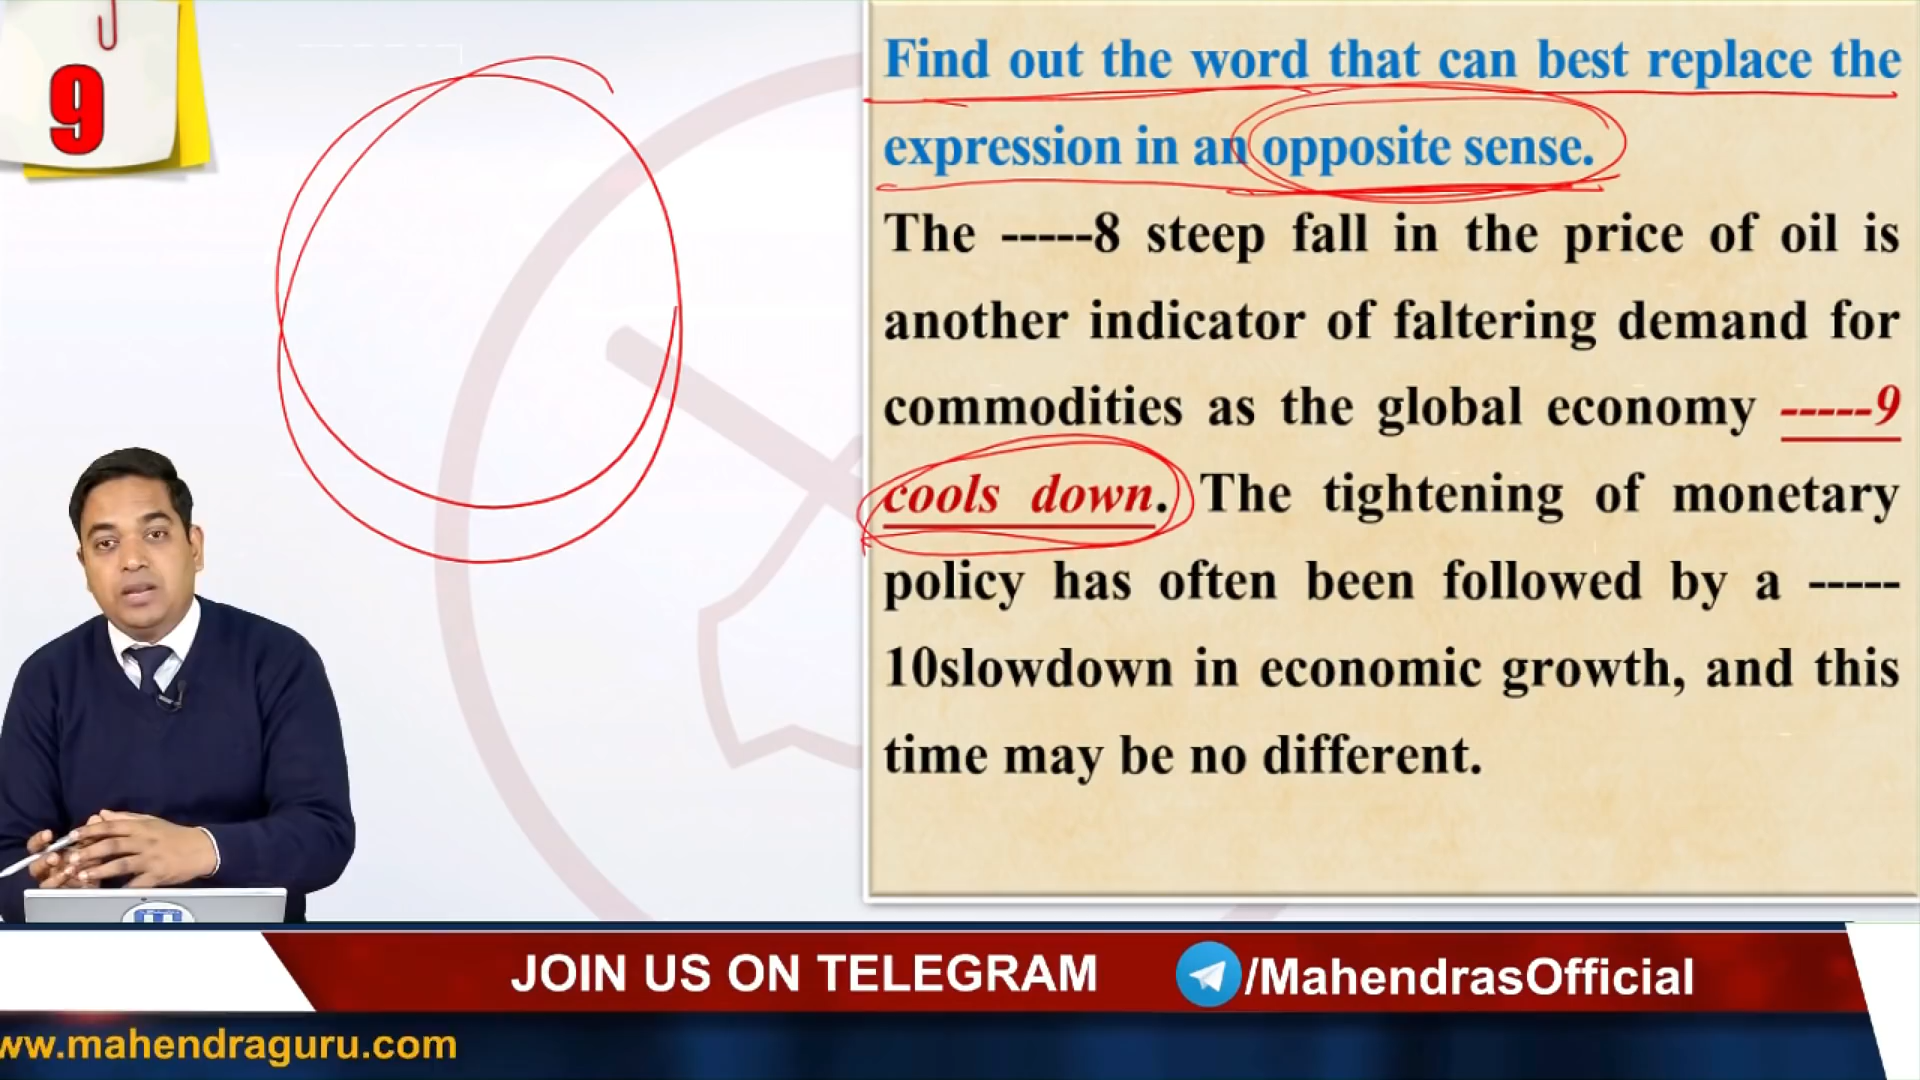 9
Find out the word that can best replace the
expression in an opposite sense.
The -----8 steep fall in the price of oil is
another indicator of faltering demand for
commodities as the global economy -----9
cools down. The tightening of monetary
policy has often been followed by a -----
10slowdown in economic growth, and this
time may be no different.
JOIN US ON TELEGRAM
/MahendrasOfficial
ww.mahendraguru.com